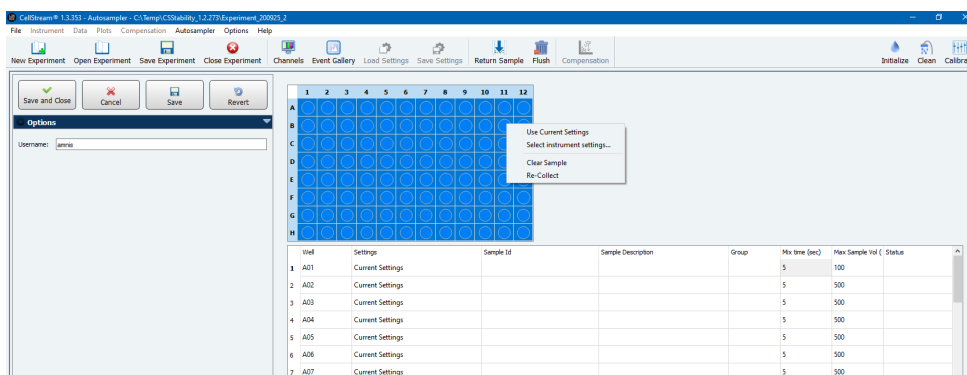 CellStream® 1.3.353 - Autosampler - C:\Temp\CSStability_1.2.273\Experiment_200925_2
File Instrument Data Plots Compensation Autosampler Options Help
New Experiment Open Experiment Save Experiment Close Experiment Channels Event Gallery Load Settings Save Settings Return Sample Flush Compensation Initialize Clean Calibra
Save and Close Cancel Save Revert
Options
Username: amnis
1 2 3 4 5 6 7 8 9 10 11 12
A
B
C
D
E
F
G
H
Use Current Settings
Select instrument settings...
Clear Sample
Re-Collect
Well Settings Sample Id Sample Description Group Mix time (sec) Max Sample Vol ( Status
1 A01 Current Settings 5 100
2 A02 Current Settings 5 500
3 A03 Current Settings 5 500
4 A04 Current Settings 5 500
5 A05 Current Settings 5 500
6 A06 Current Settings 5 500
7 A07 Current Settings 5 500